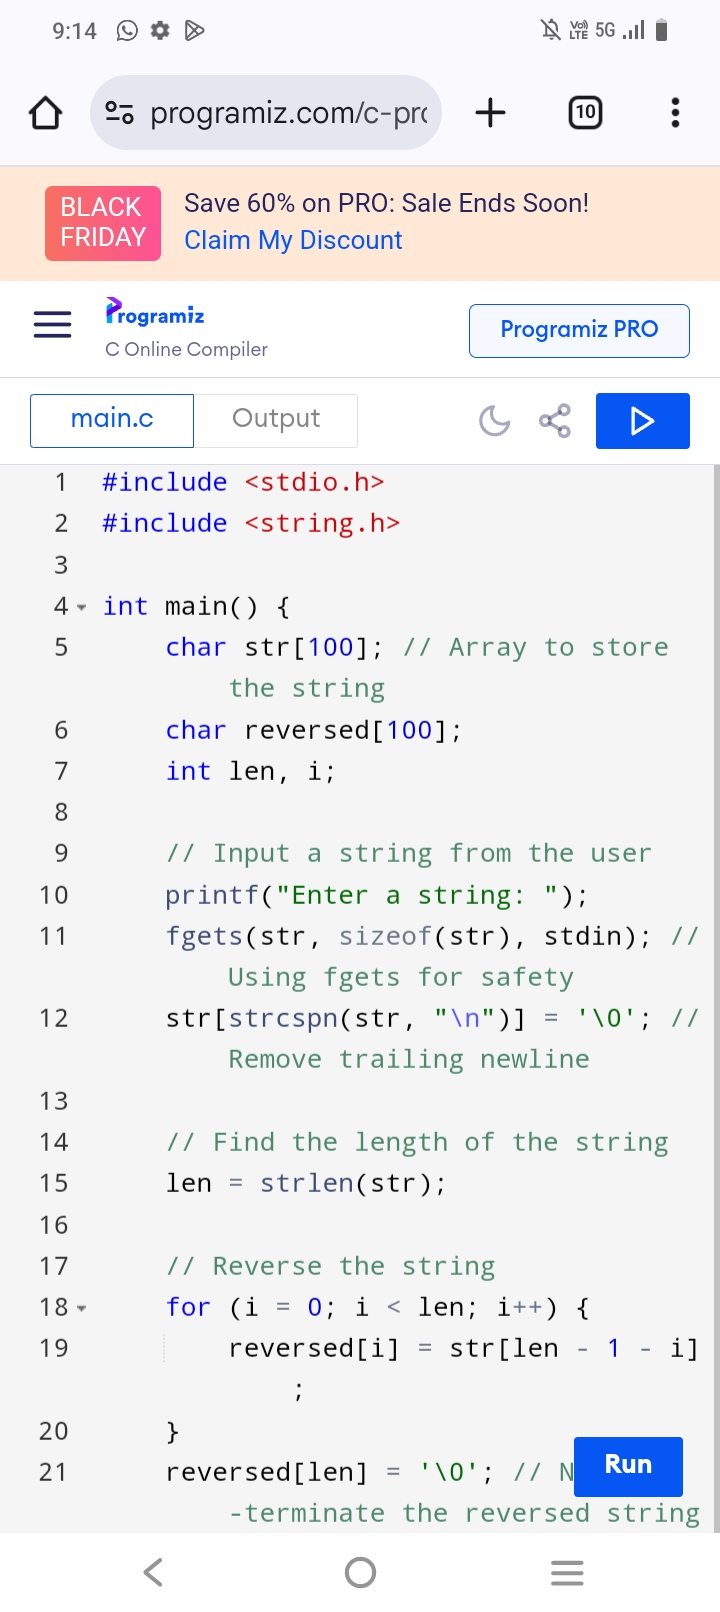 9:14
Vo)) LTE 5G
programiz.com/c-pr
10
BLACK FRIDAY
Save 60% on PRO: Sale Ends Soon!
Claim My Discount
Programiz
C Online Compiler
Programiz PRO
main.c
Output
1 #include <stdio.h>
2 #include <string.h>
3
4 int main() {
5 char str[100]; // Array to store
the string
6 char reversed[100];
7 int len, i;
8
9 // Input a string from the user
10 printf("Enter a string: ");
11 fgets(str, sizeof(str), stdin); //
Using fgets for safety
12 str[strcspn(str, "\n")] = '\0'; //
Remove trailing newline
13
14 // Find the length of the string
15 len = strlen(str);
16
17 // Reverse the string
18 for (i = 0; i < len; i++) {
19 reversed[i] = str[len - 1 - i]
;
20 }
21 reversed[len] = '\0'; // N
-terminate the reversed string
Run